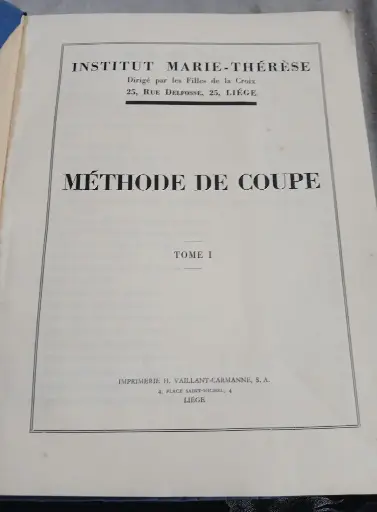 INSTITUT MARIE-THÉRÈSE
Dirigé par les Filles de la Croix
25, RUE DELFOSSE, 25, LIÉGE
MÉTHODE DE COUPE
TOME I
IMPRIMERIE H. VAILLANT-CARMANNE, S. A.
4, PLACE SAINT-MICHEL, 4
LIÉGE